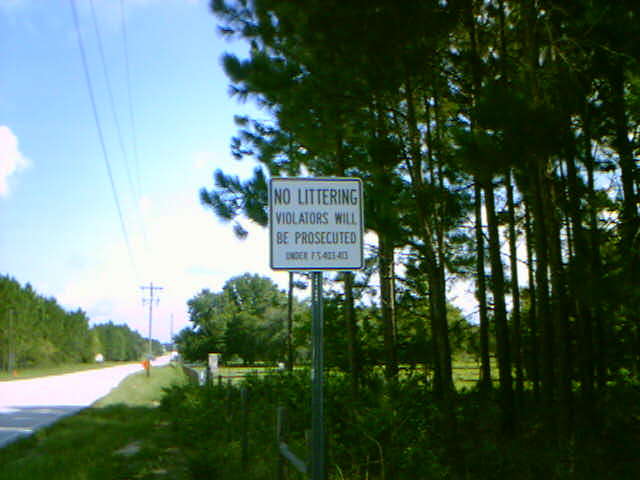 NO LITTERING
VIOLATORS WILL
BE PROSECUTED
UNDER F.S.403.413